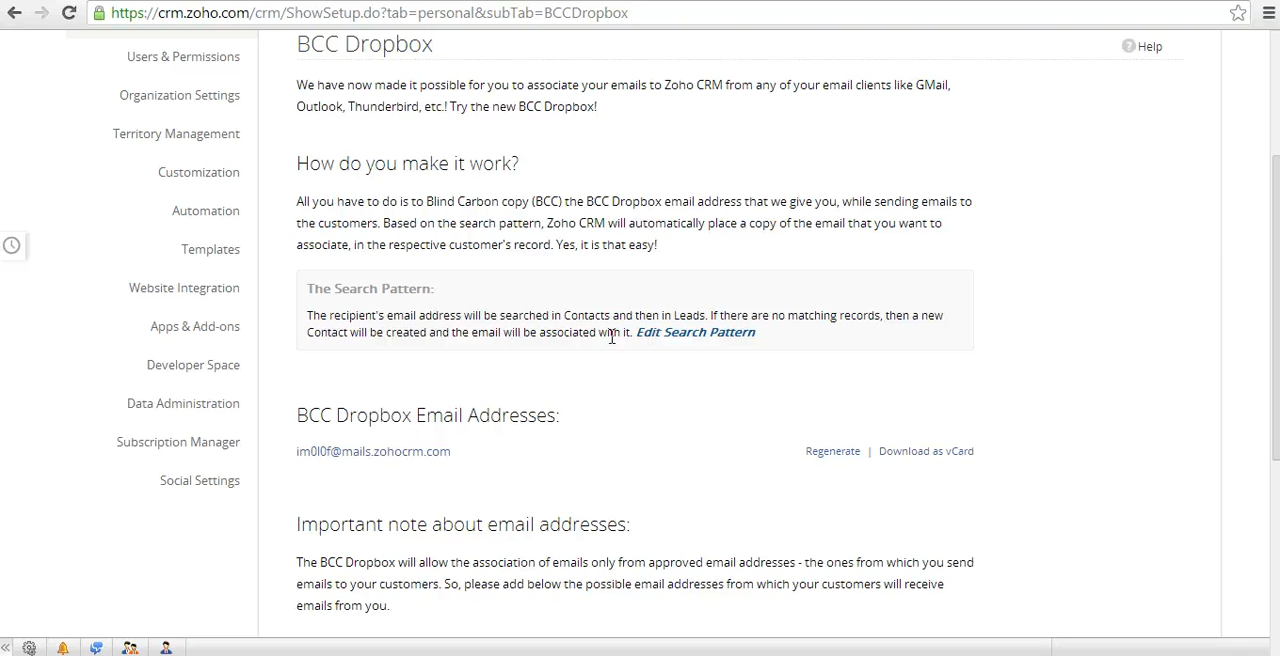 https://crm.zoho.com/crm/ShowSetup.do?tab=personal&subTab=BCCDropbox
Users & Permissions
Organization Settings
Territory Management
Customization
Automation
Templates
Website Integration
Apps & Add-ons
Developer Space
Data Administration
Subscription Manager
Social Settings
BCC Dropbox
Help
We have now made it possible for you to associate your emails to Zoho CRM from any of your email clients like GMail,
Outlook, Thunderbird, etc.! Try the new BCC Dropbox!
How do you make it work?
All you have to do is to Blind Carbon copy (BCC) the BCC Dropbox email address that we give you, while sending emails to
the customers. Based on the search pattern, Zoho CRM will automatically place a copy of the email that you want to
associate, in the respective customer's record. Yes, it is that easy!
The Search Pattern:
The recipient's email address will be searched in Contacts and then in Leads. If there are no matching records, then a new
Contact will be created and the email will be associated with it. Edit Search Pattern
BCC Dropbox Email Addresses:
im0l0f@mails.zohocrm.com
Regenerate | Download as vCard
Important note about email addresses:
The BCC Dropbox will allow the association of emails only from approved email addresses - the ones from which you send
emails to your customers. So, please add below the possible email addresses from which your customers will receive
emails from you.